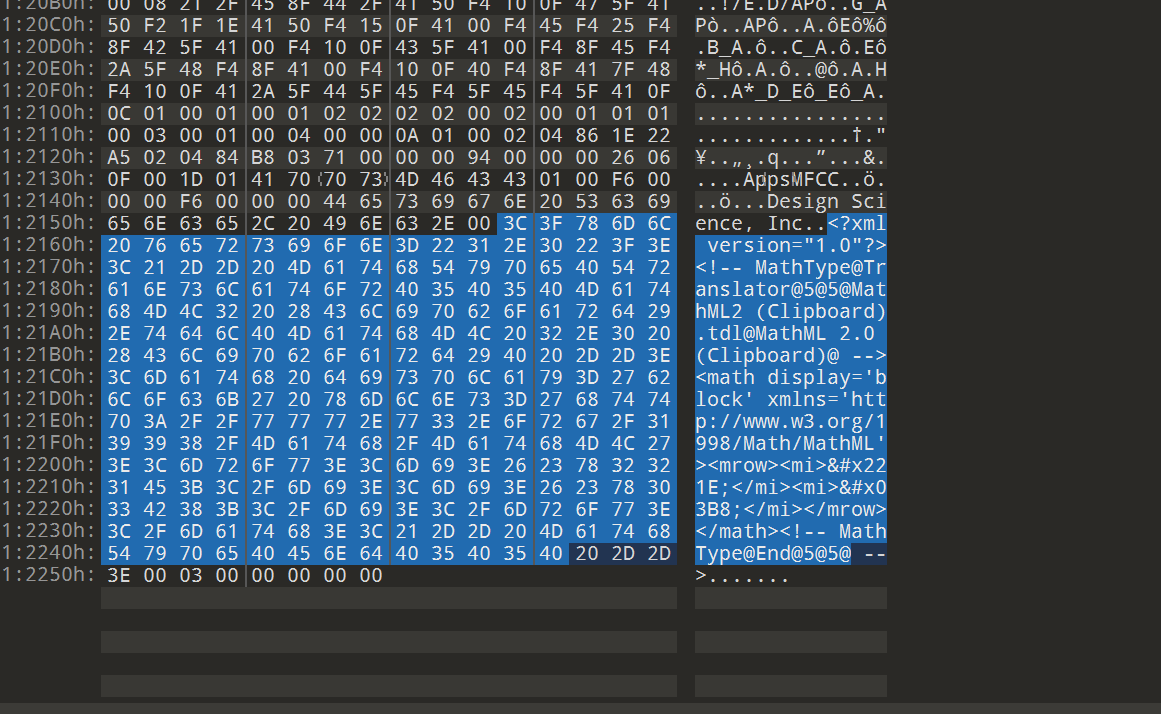 1:20B0h: 00 08 21 2F 45 8F 44 2F 41 50 F4 10 0F 47 5F 41 ..!/E.D/APô..G_A
1:20C0h: 50 F2 1F 1E 41 50 F4 15 0F 41 00 F4 45 F4 25 F4 Pò..APô..A.ôEô%ô
1:20D0h: 8F 42 5F 41 00 F4 10 0F 43 5F 41 00 F4 8F 45 F4 .B_A.ô..C_A.ô.Eô
1:20E0h: 2A 5F 48 F4 8F 41 00 F4 10 0F 40 F4 8F 41 7F 48 *_Hô.A.ô..@ô.A.H
1:20F0h: F4 10 0F 41 2A 5F 44 5F 45 F4 5F 45 F4 5F 41 0F ô..A*_D_Eô_Eô_A.
1:2100h: 0C 01 00 01 00 01 02 02 02 02 00 02 00 01 01 01 ................
1:2110h: 00 03 00 01 00 04 00 00 0A 01 00 02 04 86 1E 22 .............†."
1:2120h: A5 02 04 84 B8 03 71 00 00 00 94 00 00 00 26 06 ¥..„¸.q...”...&.
1:2130h: 0F 00 1D 01 41 70 70 73 4D 46 43 43 01 00 F6 00 ....AppsMFCC..ö.
1:2140h: 00 00 F6 00 00 00 44 65 73 69 67 6E 20 53 63 69 ..ö...Design Sci
1:2150h: 65 6E 63 65 2C 20 49 6E 63 2E 00 3C 3F 78 6D 6C ence, Inc..<?xml
1:2160h: 20 76 65 72 73 69 6F 6E 3D 22 31 2E 30 22 3F 3E  version="1.0"?>
1:2170h: 3C 21 2D 2D 20 4D 61 74 68 54 79 70 65 40 54 72 <!-- MathType@Tr
1:2180h: 61 6E 73 6C 61 74 6F 72 40 35 40 35 40 4D 61 74 anslator@5@5@Mat
1:2190h: 68 4D 4C 32 20 28 43 6C 69 70 62 6F 61 72 64 29 hML2 (Clipboard)
1:21A0h: 2E 74 64 6C 40 4D 61 74 68 4D 4C 20 32 2E 30 20 .tdl@MathML 2.0
1:21B0h: 28 43 6C 69 70 62 6F 61 72 64 29 40 20 2D 2D 3E (Clipboard)@ -->
1:21C0h: 3C 6D 61 74 68 20 64 69 73 70 6C 61 79 3D 27 62 <math display='b
1:21D0h: 6C 6F 63 6B 27 20 78 6D 6C 6E 73 3D 27 68 74 74 lock' xmlns='htt
1:21E0h: 70 3A 2F 2F 77 77 77 2E 77 33 2E 6F 72 67 2F 31 p://www.w3.org/1
1:21F0h: 39 39 38 2F 4D 61 74 68 2F 4D 61 74 68 4D 4C 27 998/Math/MathML'
1:2200h: 3E 3C 6D 72 6F 77 3E 3C 6D 69 3E 26 23 78 32 32 ><mrow><mi>&#x22
1:2210h: 31 45 3B 3C 2F 6D 69 3E 3C 6D 69 3E 26 23 78 30 1E;</mi><mi>&#x0
1:2220h: 33 42 38 3B 3C 2F 6D 69 3E 3C 2F 6D 72 6F 77 3E 3B8;</mi></mrow>
1:2230h: 3C 2F 6D 61 74 68 3E 3C 21 2D 2D 20 4D 61 74 68 </math><!-- Math
1:2240h: 54 79 70 65 40 45 6E 64 40 35 40 35 40 20 2D 2D Type@End@5@5@ --
1:2250h: 3E 00 03 00 00 00 00 00 >.......